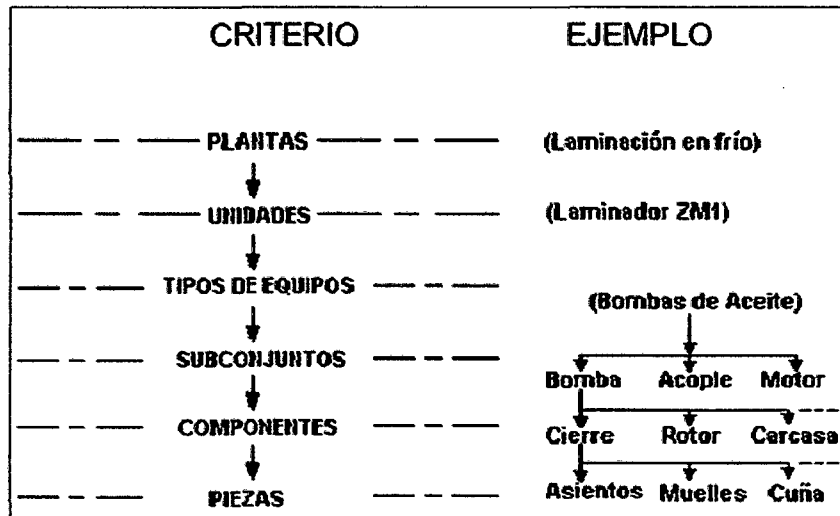 CRITERIO EJEMPLO
PLANTAS (Laminación en frío)
UNIDADES (Laminador ZM1)
TIPOS DE EQUIPOS
(Bombas de Aceite)
SUBCONJUNTOS
Bomba Acople Motor
COMPONENTES
Cierre Rotor Carcasa
PIEZAS
Asientos Muelles Cuña